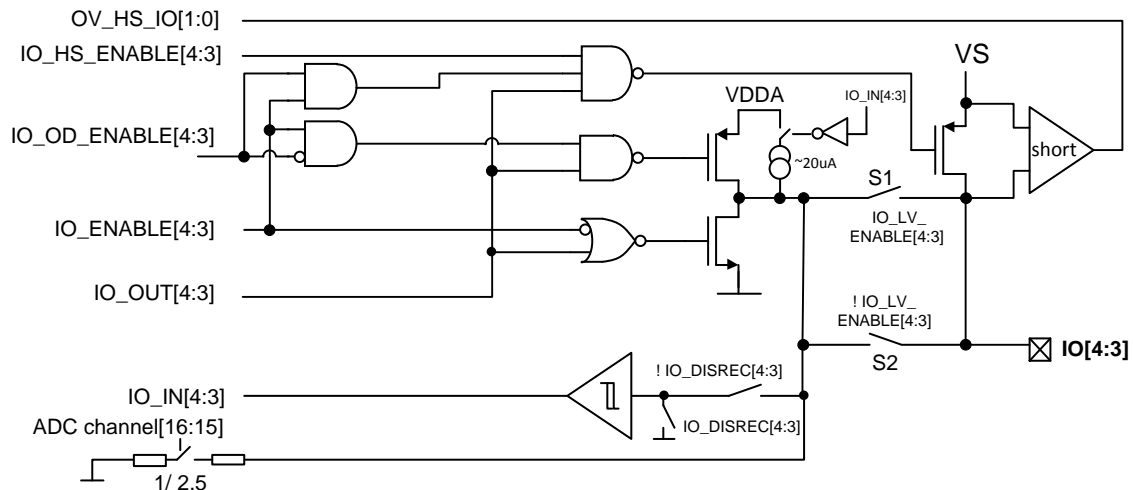 OV_HS_IO[1:0]
IO_HS_ENABLE[4:3]
VS
VDDA
IO_IN[4:3]
IO_OD_ENABLE[4:3]
short
~20uA
S1
IO_LV_
ENABLE[4:3]
IO_ENABLE[4:3]
IO_OUT[4:3]
! IO_LV_
ENABLE[4:3]
S2
IO[4:3]
! IO_DISREC[4:3]
IO_IN[4:3]
IO_DISREC[4:3]
ADC channel[16:15]
1/ 2.5